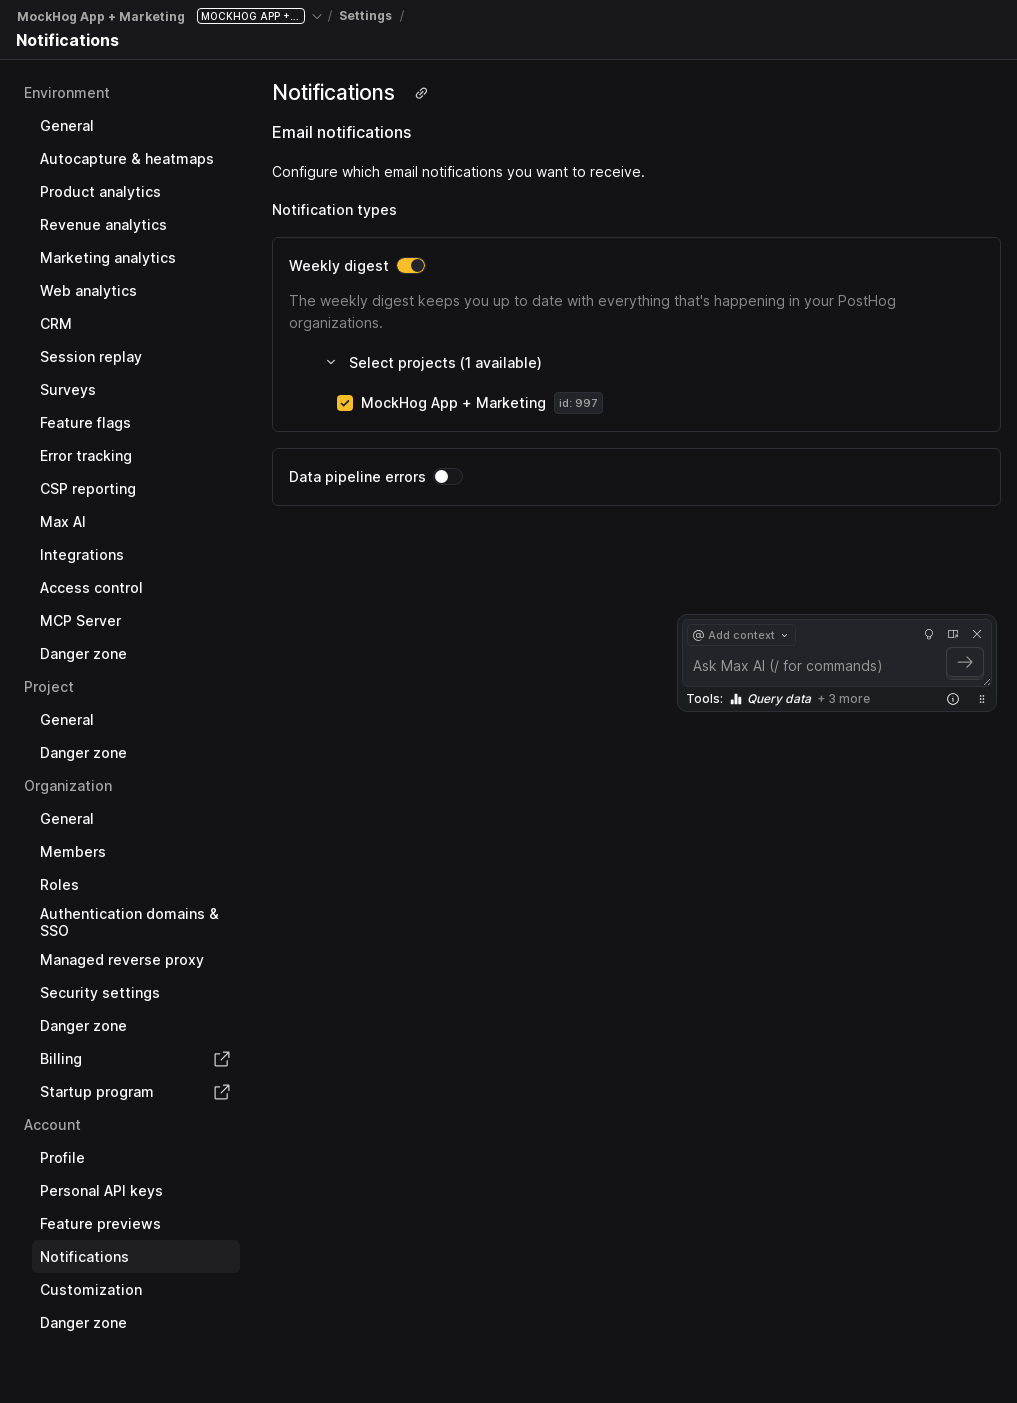 MockHog App + Marketing MOCKHOG APP +... / Settings /
Notifications
Environment
General
Autocapture & heatmaps
Product analytics
Revenue analytics
Marketing analytics
Web analytics
CRM
Session replay
Surveys
Feature flags
Error tracking
CSP reporting
Max AI
Integrations
Access control
MCP Server
Danger zone
Project
General
Danger zone
Organization
General
Members
Roles
Authentication domains &
SSO
Managed reverse proxy
Security settings
Danger zone
Billing
Startup program
Account
Profile
Personal API keys
Feature previews
Notifications
Customization
Danger zone
Notifications
Email notifications
Configure which email notifications you want to receive.
Notification types
Weekly digest
The weekly digest keeps you up to date with everything that's happening in your PostHog
organizations.
Select projects (1 available)
MockHog App + Marketing id: 997
Data pipeline errors
@ Add context
Ask Max AI (/ for commands)
Tools: Query data + 3 more